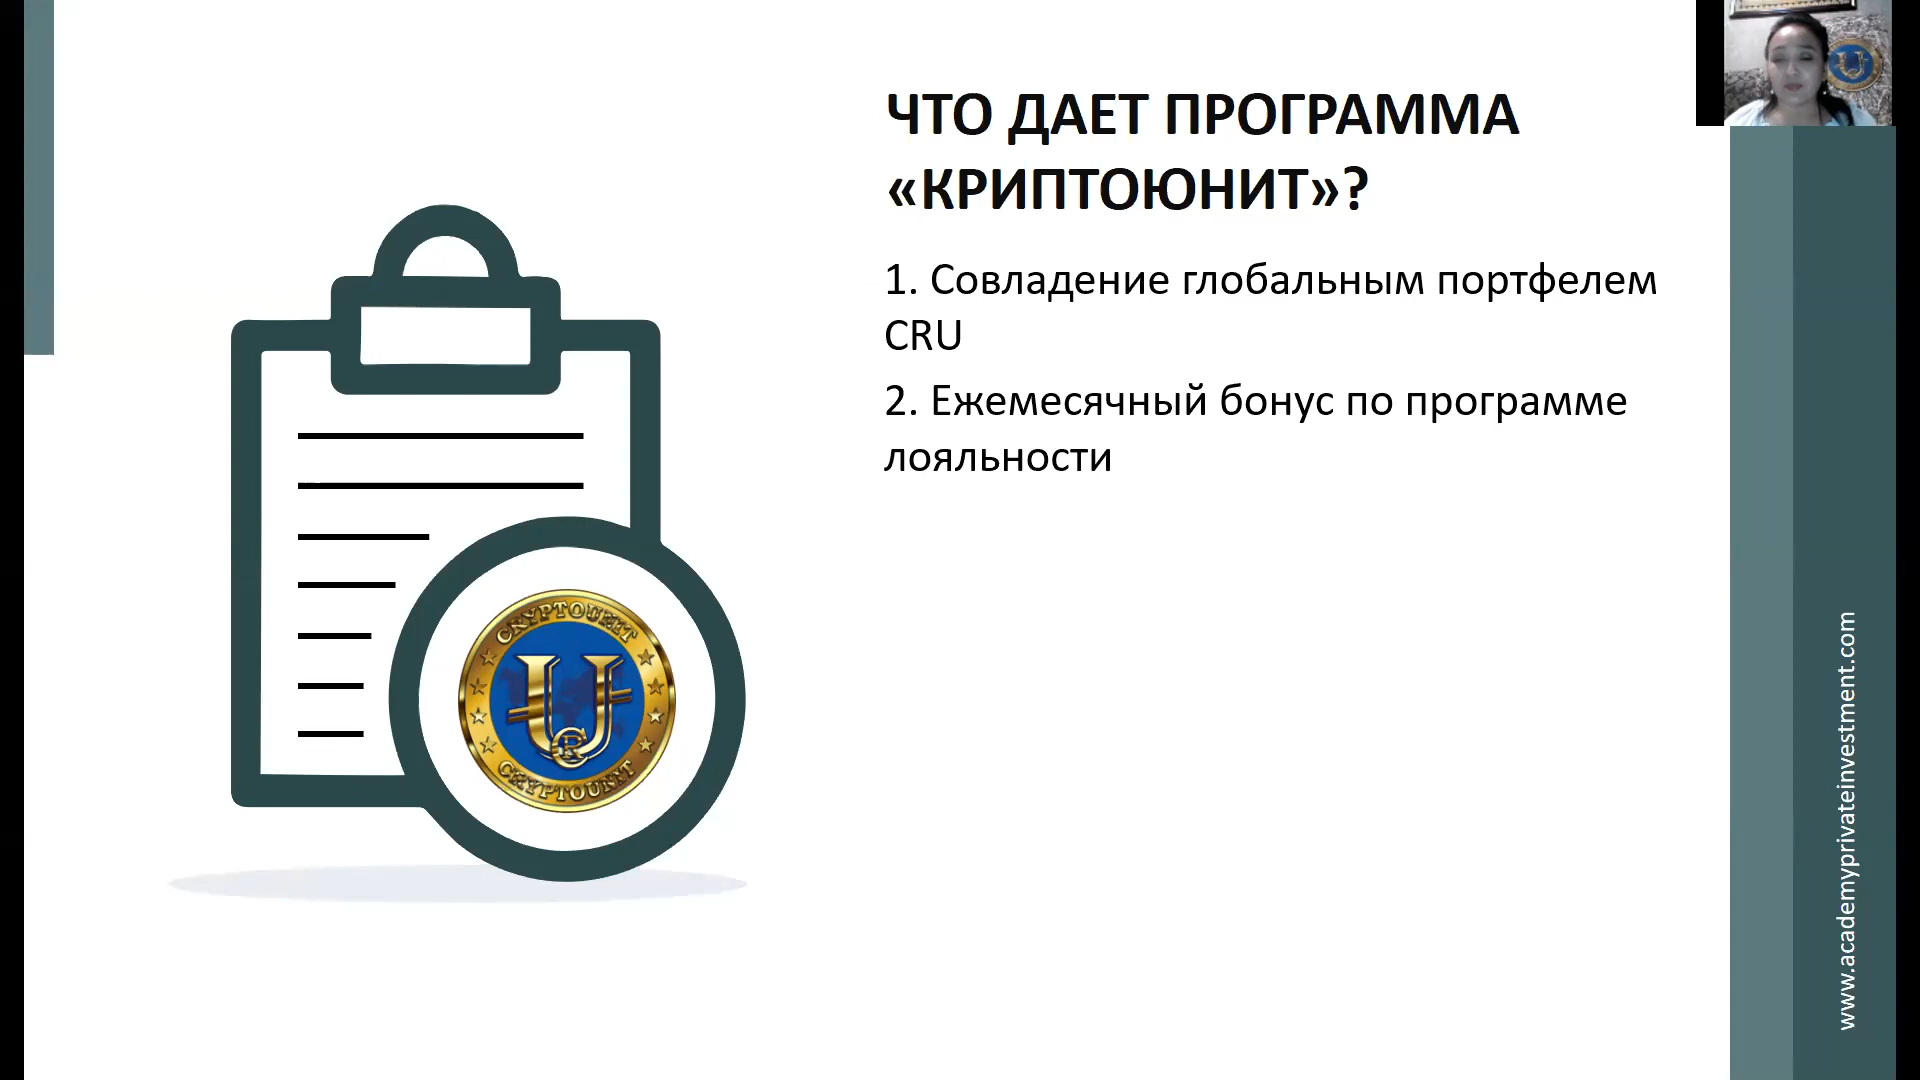 ЧТО ДАЕТ ПРОГРАММА
«КРИПТОЮНИТ»?
1. Совладение глобальным портфелем
CRU
2. Ежемесячный бонус по программе
лояльности
CRYPTOUNIT
U
CR
CRYPTOUNIT
www.academyprivateinvestment.com